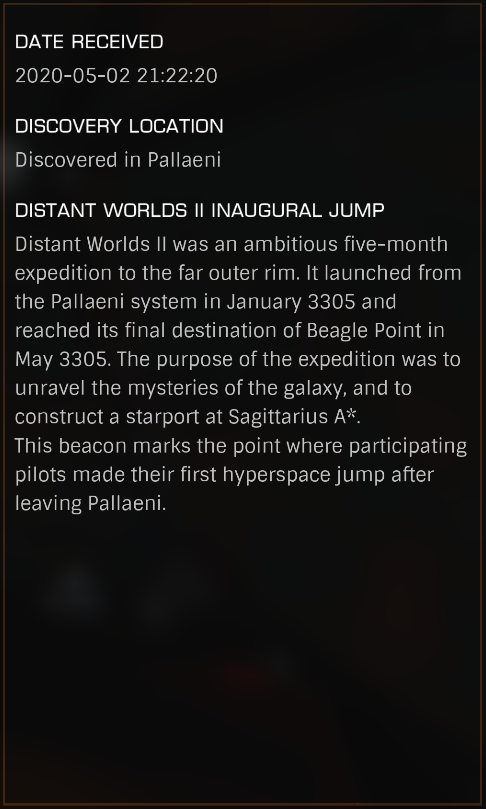 DATE RECEIVED
2020-05-02 21:22:20
DISCOVERY LOCATION
Discovered in Pallaeni
DISTANT WORLDS II INAUGURAL JUMP
Distant Worlds II was an ambitious five-month
expedition to the far outer rim. It launched from
the Pallaeni system in January 3305 and
reached its final destination of Beagle Point in
May 3305. The purpose of the expedition was to
unravel the mysteries of the galaxy, and to
construct a starport at Sagittarius A*.
This beacon marks the point where participating
pilots made their first hyperspace jump after
leaving Pallaeni.